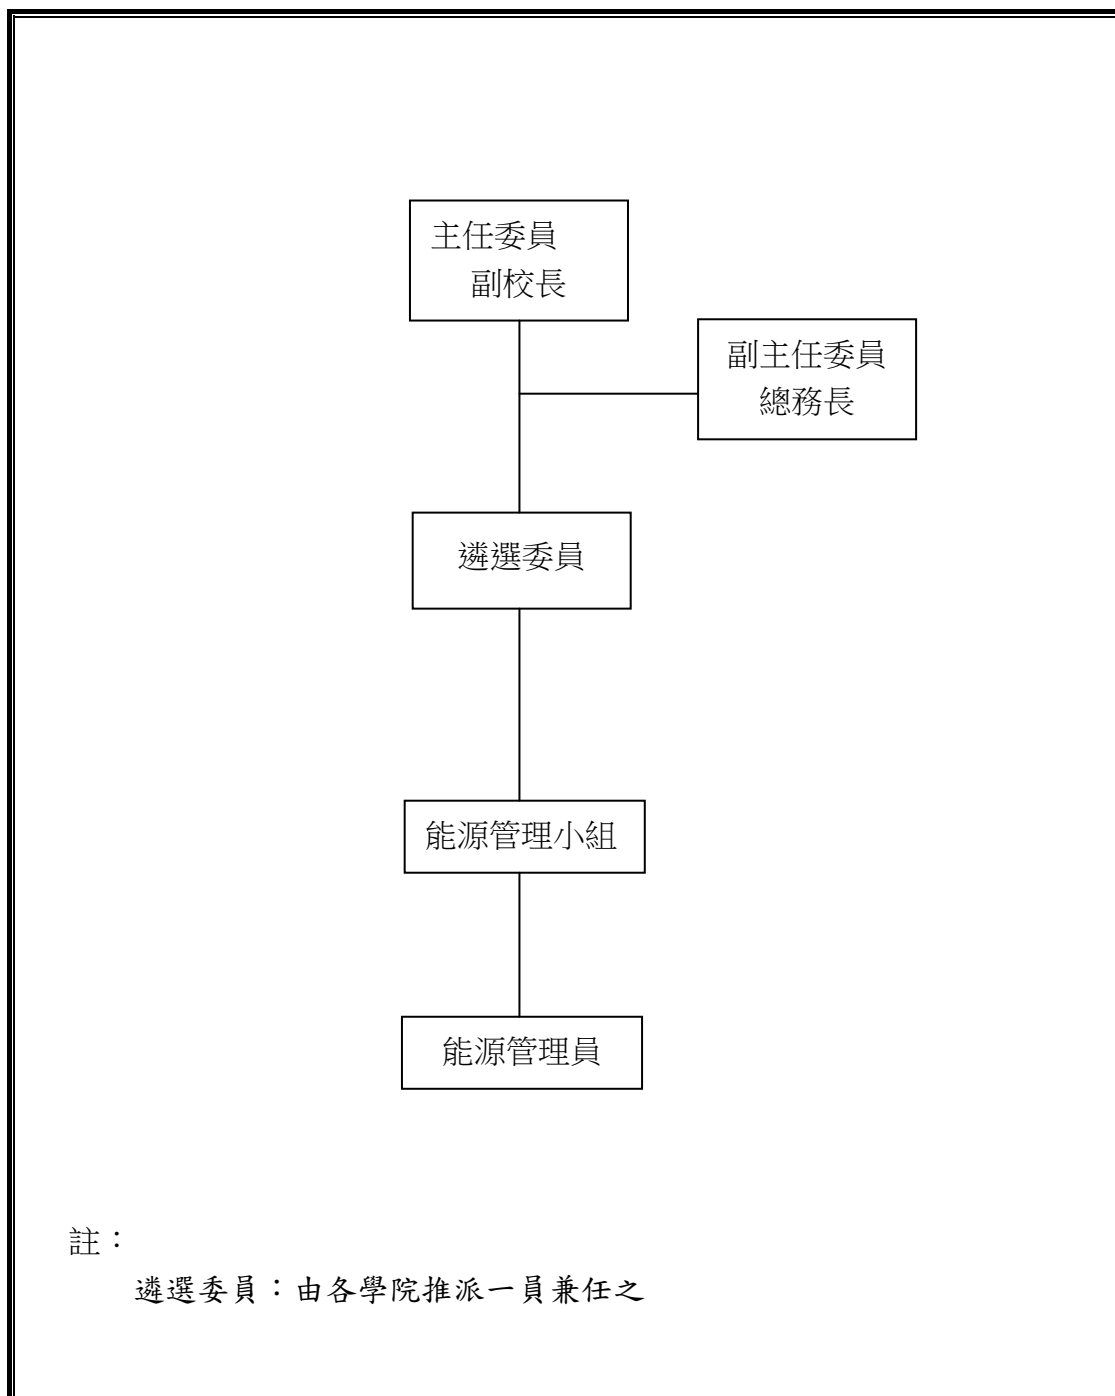 主任委員
副校長
副主任委員
總務長
遴選委員
能源管理小組
能源管理員
註：
遴選委員：由各學院推派一員兼任之